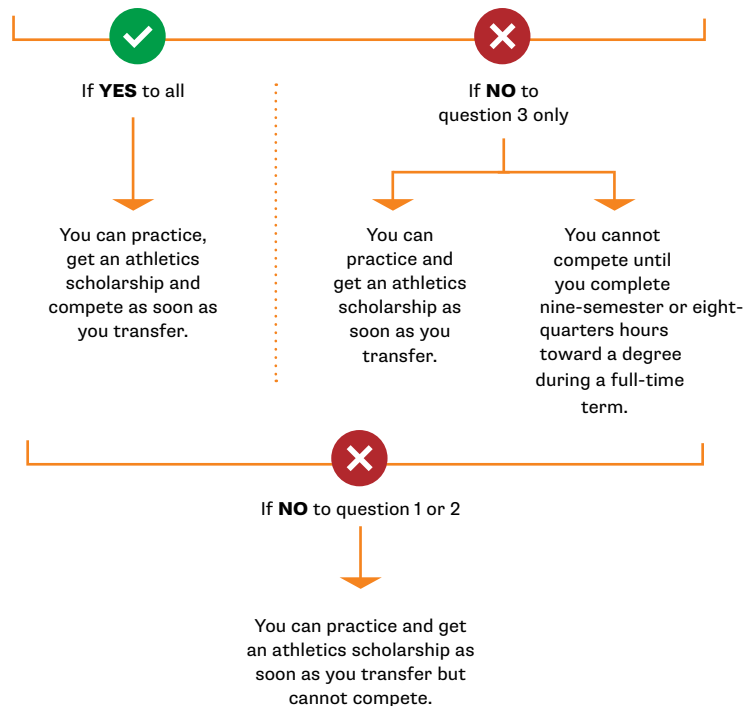 If YES to all
If NO to
question 3 only
You can practice,
get an athletics
scholarship and
compete as soon as
you transfer.
You can
practice and
get an athletics
scholarship as
soon as you
transfer.
You cannot
compete until
you complete
nine-semester or eight-
quarters hours
toward a degree
during a full-time
term.
If NO to question 1 or 2
You can practice and get
an athletics scholarship as
soon as you transfer but
cannot compete.